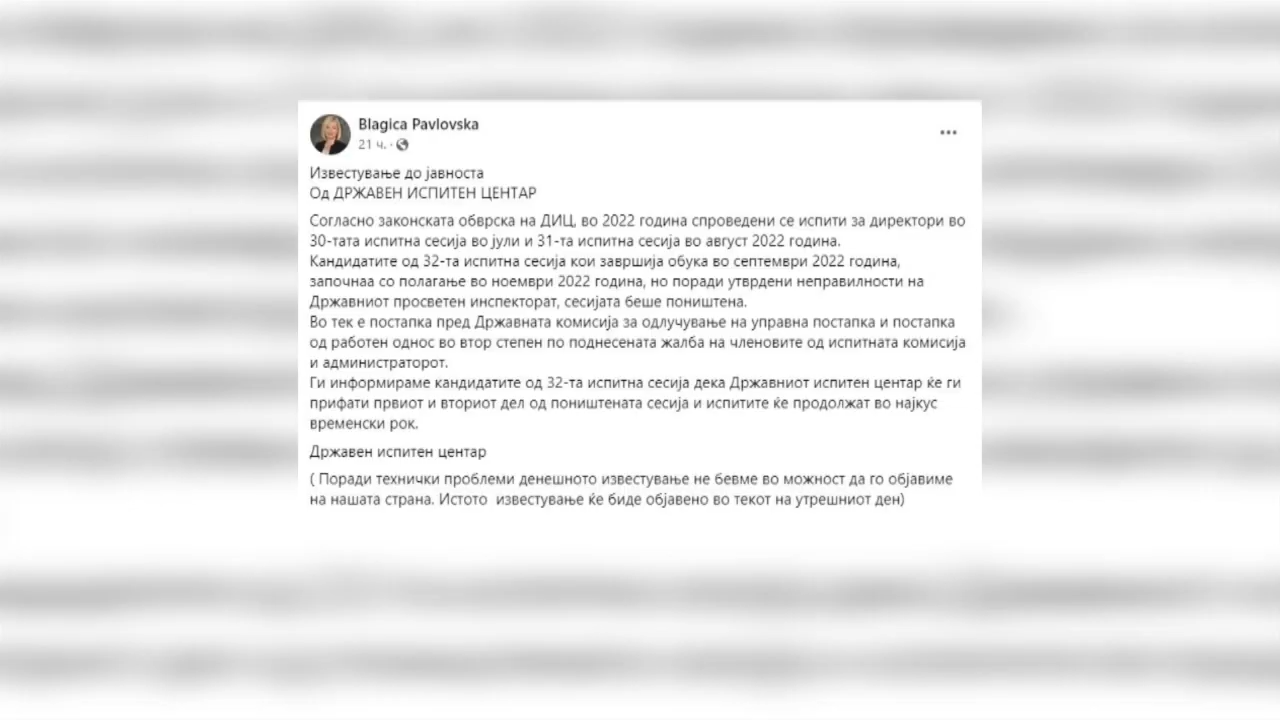 Blagica Pavlovska
21 ч. ·
Известување до јавноста
Од ДРЖАВЕН ИСПИТЕН ЦЕНТАР
Согласно законската обврска на ДИЦ, во 2022 година спроведени се испити за директори во
30-тата испитна сесија во јули и 31-та испитна сесија во август 2022 година.
Кандидатите од 32-та испитна сесија кои завршија обука во септември 2022 година,
започнаа со полагање во ноември 2022 година, но поради утврдени неправилности на
Државниот просветен инспекторат, сесијата беше поништена.
Во тек е постапка пред Државната комисија за одлучување на управна постапка и постапка
од работен однос во втор степен по поднесената жалба на членовите од испитната комисија
и администраторот.
Ги информираме кандидатите од 32-та испитна сесија дека Државниот испитен центар ќе ги
прифати првиот и вториот дел од поништената сесија и испитите ќе продолжат во најкус
временски рок.
Државен испитен центар
( Поради технички проблеми денешното известување не бевме во можност да го објавиме
на нашата страна. Истото известување ќе биде објавено во текот на утрешниот ден)